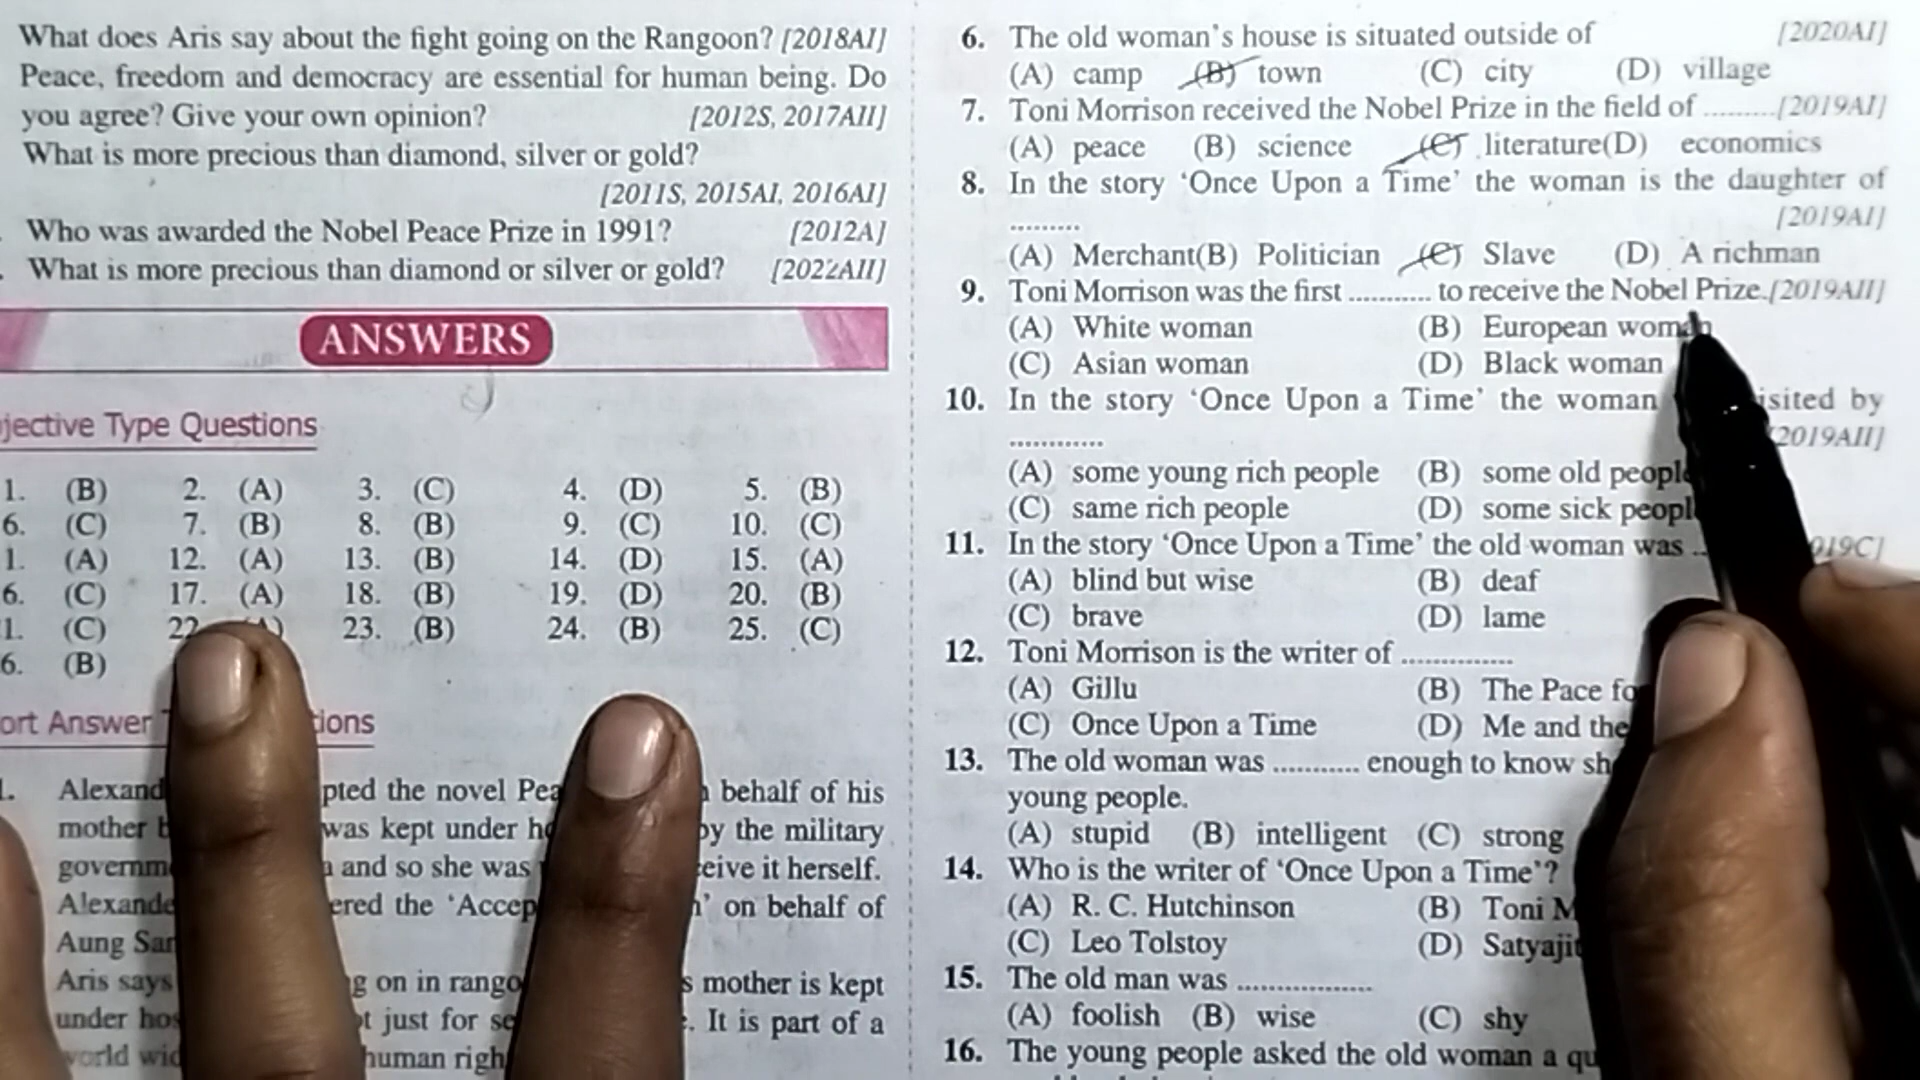 What does Aris say about the fight going on the Rangoon? [2018AI]
Peace, freedom and democracy are essential for human being. Do
you agree? Give your own opinion? [2012S, 2017AII]
What is more precious than diamond, silver or gold?
[2011S, 2015AI, 2016AI]
Who was awarded the Nobel Peace Prize in 1991? [2012A]
What is more precious than diamond or silver or gold? [2022AII]
ANSWERS
jective Type Questions
1. (B) 2. (A) 3. (C) 4. (D) 5. (B)
6. (C) 7. (B) 8. (B) 9. (C) 10. (C)
1. (A) 12. (A) 13. (B) 14. (D) 15. (A)
6. (C) 17. (A) 18. (B) 19. (D) 20. (B)
1. (C) 22. (A) 23. (B) 24. (B) 25. (C)
6. (B)
ort Answer
Alexand pted the novel behalf of his
mother was kept under by the military
governm and so she was eive it herself.
Alexande ered the 'Accep on behalf of
Aung San
Aris says g on in rango s mother is kept
under t just for It is part of a
world human
6. The old woman's house is situated outside of [2020AI]
(A) camp (B) town (C) city (D) village
7. Toni Morrison received the Nobel Prize in the field of .........[2019AI]
(A) peace (B) science (C) literature(D) economics
8. In the story 'Once Upon a Time' the woman is the daughter of
......... [2019AI]
(A) Merchant(B) Politician (C) Slave (D) A richman
9. Toni Morrison was the first ........... to receive the Nobel Prize.[2019AII]
(A) White woman (B) European woman
(C) Asian woman (D) Black woman
10. In the story 'Once Upon a Time' the woman isited by
............ 2019AII]
(A) some young rich people (B) some old people
(C) same rich people (D) some sick peopl
11. In the story 'Once Upon a Time' the old woman was .. 019C]
(A) blind but wise (B) deaf
(C) brave (D) lame
12. Toni Morrison is the writer of ..............
(A) Gillu (B) The Pace fo
(C) Once Upon a Time (D) Me and the
13. The old woman was ........... enough to know sh
young people.
(A) stupid (B) intelligent (C) strong
14. Who is the writer of 'Once Upon a Time'?
(A) R. C. Hutchinson (B) Toni M
(C) Leo Tolstoy (D) Satyajit
15. The old man was .................
(A) foolish (B) wise (C) shy
16. The young people asked the old woman a qu